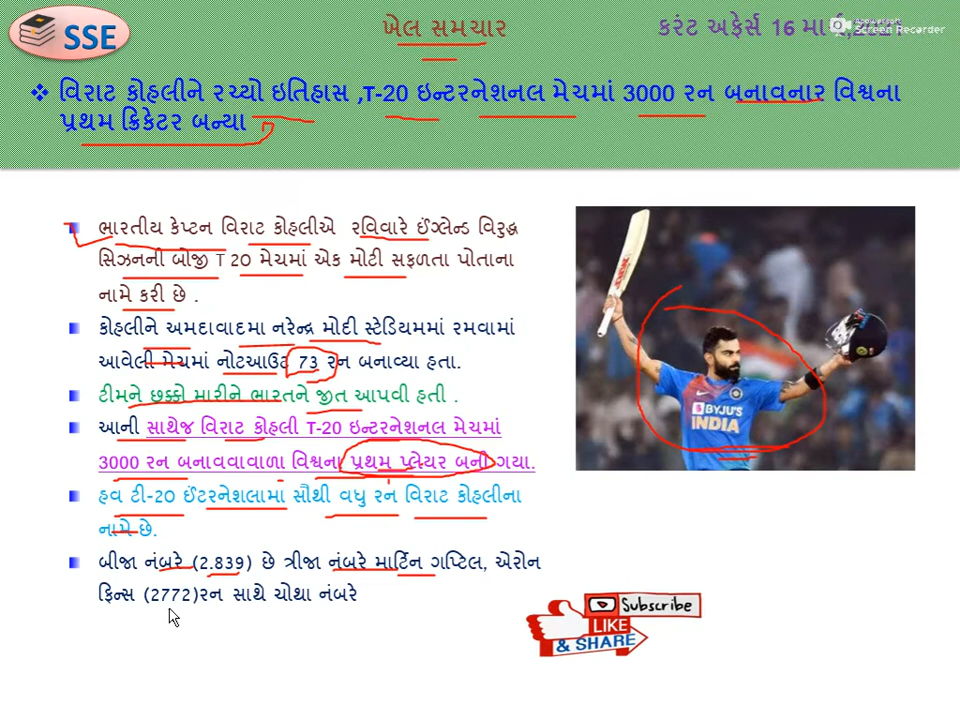 SSE
ખેલ સમચાર
કરંટ અફેર્સ 16
Screen Recorder
❖ વિરાટ કોહલીને રચ્યો ઇતિહાસ ,T-20 ઇન્ટરનેશનલ મેચમાં 3000 રન બનાવનાર વિશ્વના
પ્રથમ ક્રિકેટર બન્યા
ભારતીય કેપ્ટન વિરાટ કોહલીએ રવિવારે ઈંગ્લેન્ડ વિરુદ્ધ
સિઝનની બીજી T 20 મેચમાં એક મોટી સફળતા પોતાના
નામે કરી છે .
કોહલીને અમદાવાદમા નરેન્દ્ર મોદી સ્ટેડિયમમાં રમવામાં
આવેલી મેચમાં નોટઆઉટ 73 રન બનાવ્યા હતા.
ટીમને છક્કો મારીને ભારતને જીત આપવી હતી .
આની સાથેજ વિરાટ કોહલી T-20 ઇન્ટરનેશનલ મેચમાં
3000 રન બનાવવાવાળા વિશ્વના પ્રથમ પ્લેયર બની ગયા.
હવ ટી-20 ઈંટરનેશલામાં સૌથી વધુ રન વિરાટ કોહલીના
નામે છે.
બીજા નંબરે (2.839) છે ત્રીજા નંબરે માર્ટિન ગપ્ટિલ, એરોન
ફિન્સ (2772)રન સાથે ચોથા નંબરે
BYJU'S
INDIA
Subscribe
LIKE
& SHARE